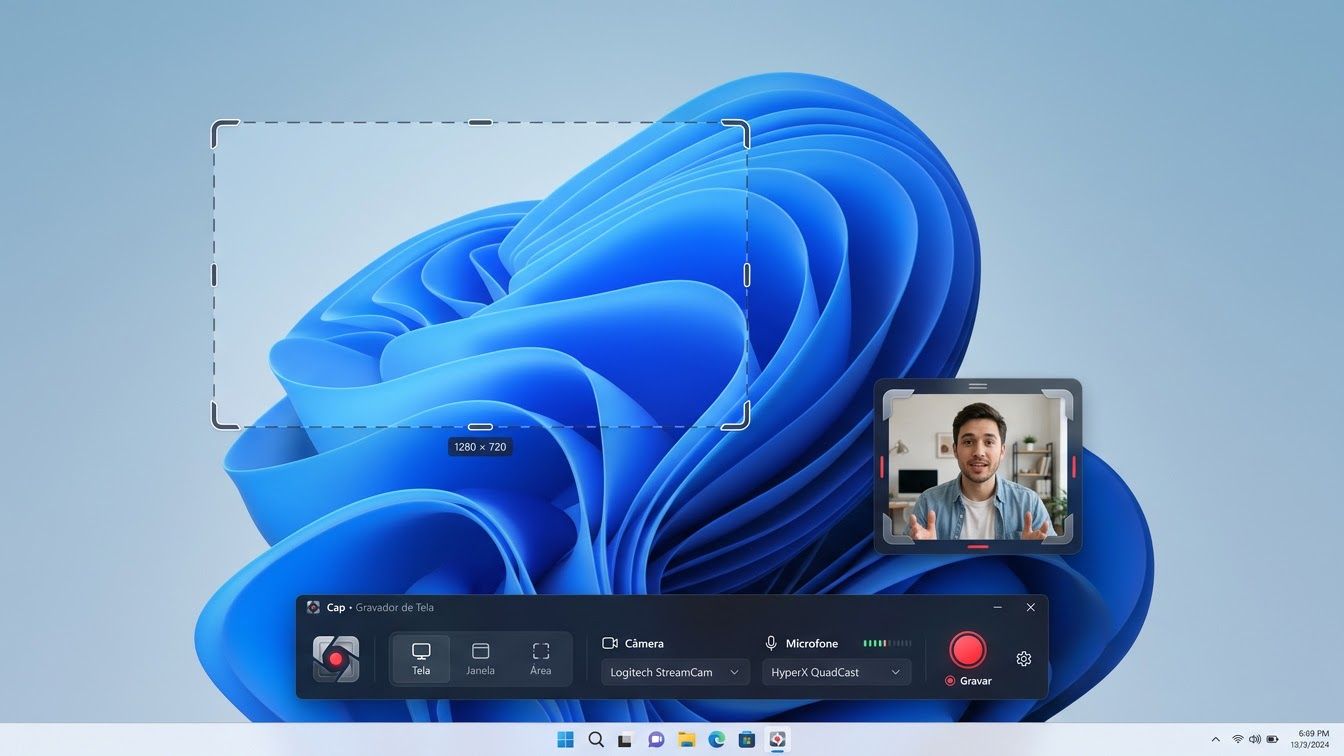 1280 × 720
Cap • Gravador de Tela
Tela
Janela
Área
Câmera
Logitech StreamCam
Microfone
HyperX QuadCast
Gravar
6:09 PM
13/3/2024